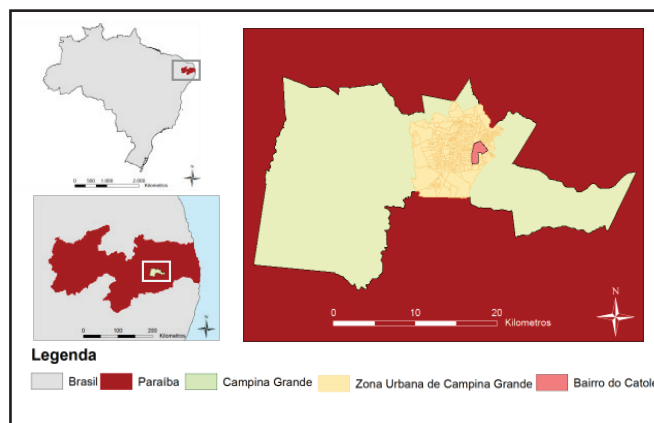 N
0 500 1.000 2.000
Kilometros
N
0 100 200
Kilometros
N
0 10 20
Kilometros
Legenda
Brasil Paraíba Campina Grande Zona Urbana de Campina Grande Bairro do Catole